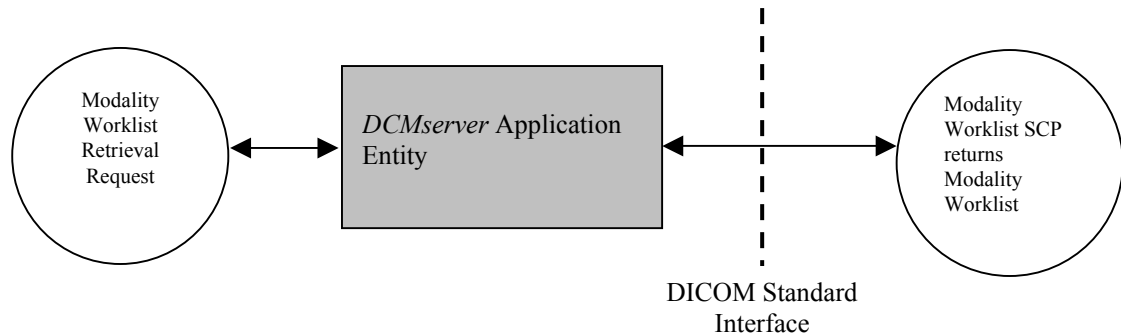 Modality
Worklist
Retrieval
Request
DCMserver Application
Entity
Modality
Worklist SCP
returns
Modality
Worklist
DICOM Standard
Interface